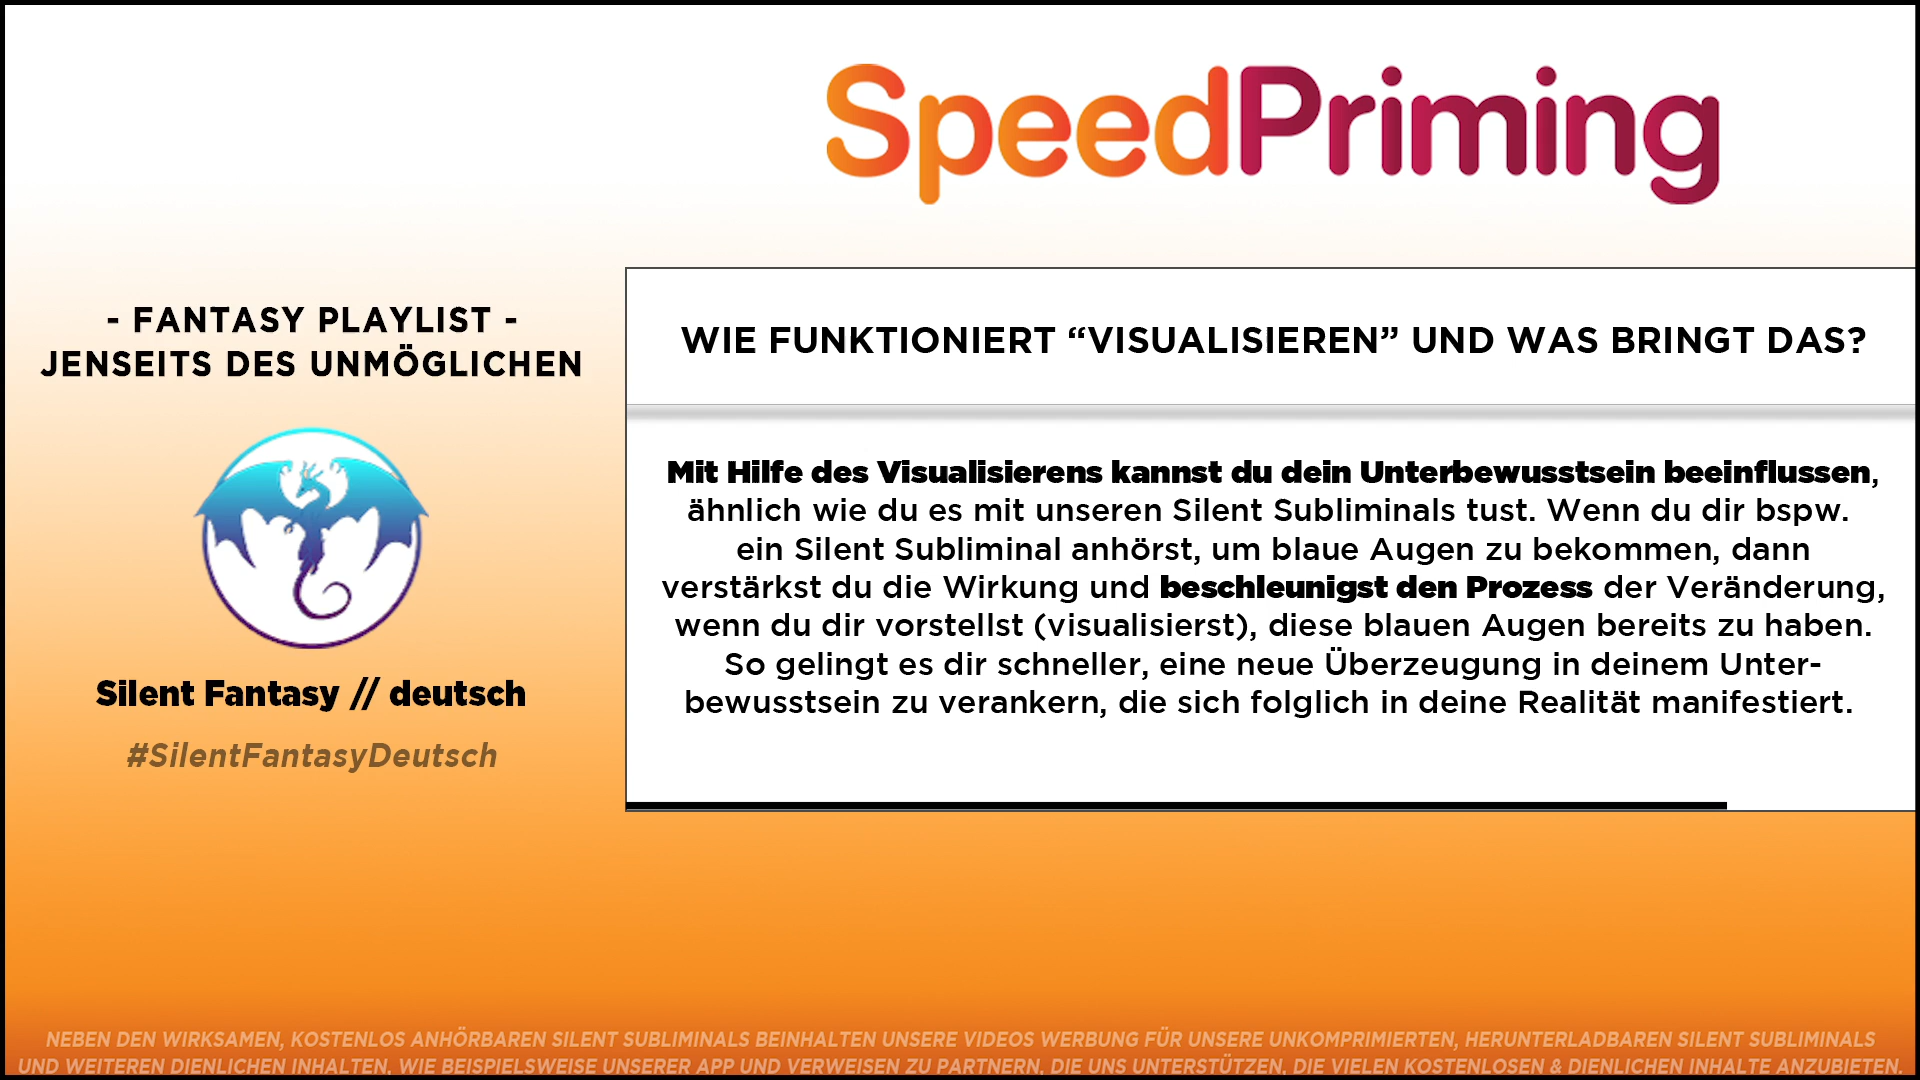 SpeedPriming
- FANTASY PLAYLIST -
JENSEITS DES UNMÖGLICHEN
Silent Fantasy // deutsch
#SilentFantasyDeutsch
WIE FUNKTIONIERT “VISUALISIEREN” UND WAS BRINGT DAS?
Mit Hilfe des Visualisierens kannst du dein Unterbewusstsein beeinflussen,
ähnlich wie du es mit unseren Silent Subliminals tust. Wenn du dir bspw.
ein Silent Subliminal anhörst, um blaue Augen zu bekommen, dann
verstärkst du die Wirkung und beschleunigst den Prozess der Veränderung,
wenn du dir vorstellst (visualisierst), diese blauen Augen bereits zu haben.
So gelingt es dir schneller, eine neue Überzeugung in deinem Unter-
bewusstsein zu verankern, die sich folglich in deine Realität manifestiert.
NEBEN DEN WIRKSAMEN, KOSTENLOS ANHÖRBAREN SILENT SUBLIMINALS BEINHALTEN UNSERE VIDEOS WERBUNG FÜR UNSERE UNKOMPRIMIERTEN, HERUNTERLADBAREN SILENT SUBLIMINALS
UND WEITEREN DIENLICHEN INHALTEN, WIE BEISPIELSWEISE UNSERER APP UND VERWEISEN ZU PARTNERN, DIE UNS UNTERSTÜTZEN, DIE VIELEN KOSTENLOSEN & DIENLICHEN INHALTE ANZUBIETEN.